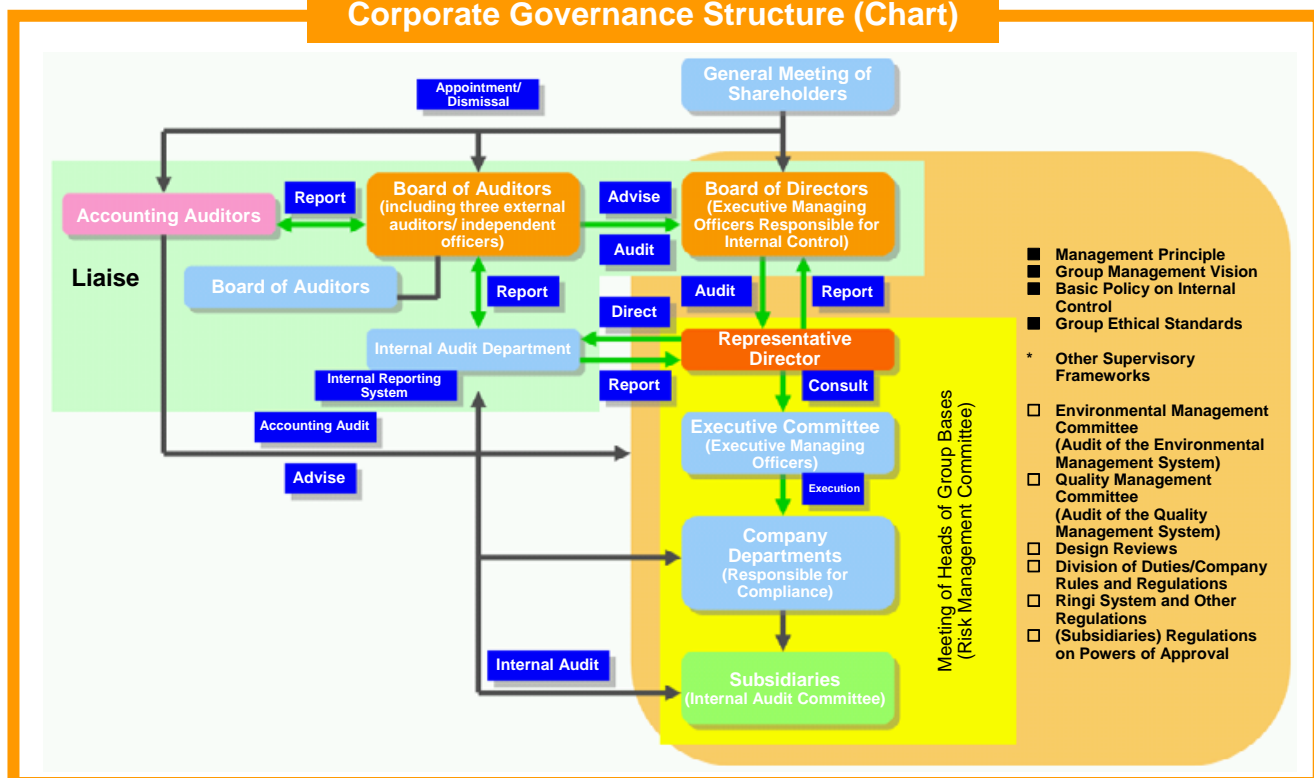 Corporate Governance Structure (Chart)
General Meeting of
Shareholders
Appointment/
Dismissal
Accounting Auditors
Report
Board of Auditors
(including three external
auditors/ independent
officers)
Advise
Audit
Board of Directors
(Executive Managing
Officers Responsible for
Internal Control)
Liaise
Board of Auditors
Report
Direct
Audit
Report
Internal Audit Department
Representative
Director
Internal Reporting
System
Report
Consult
Accounting Audit
Advise
Executive Committee
(Executive Managing
Officers)
Execution
Company
Departments
(Responsible for
Compliance)
Internal Audit
Subsidiaries
(Internal Audit Committee)
Meeting of Heads of Group Bases
(Risk Management Committee)
■ Management Principle
■ Group Management Vision
■ Basic Policy on Internal
Control
■ Group Ethical Standards
* Other Supervisory
Frameworks
□ Environmental Management
Committee
(Audit of the Environmental
Management System)
□ Quality Management
Committee
(Audit of the Quality
Management System)
□ Design Reviews
□ Division of Duties/Company
Rules and Regulations
□ Ringi System and Other
Regulations
□ (Subsidiaries) Regulations
on Powers of Approval